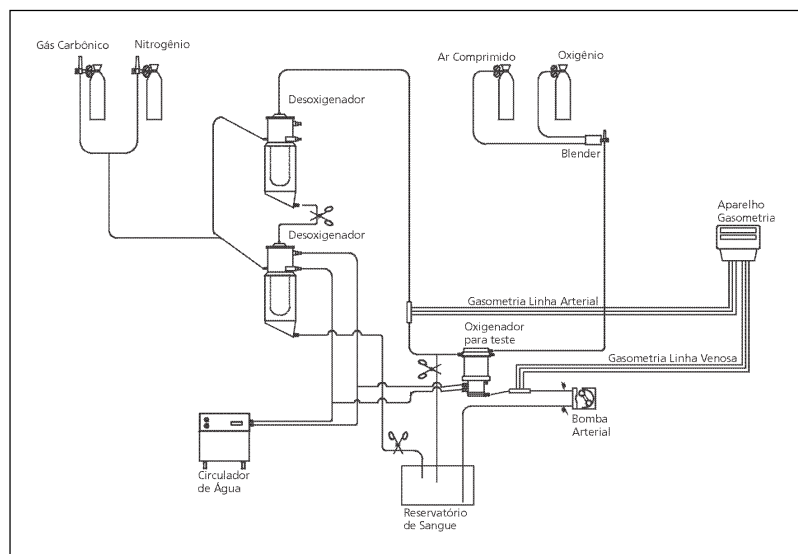 Gás Carbônico
Nitrogênio
Ar Comprimido
Oxigênio
Desoxigenador
Blender
Aparelho
Gasometria
Desoxigenador
Gasometria Linha Arterial
Oxigenador
para teste
Gasometria Linha Venosa
Bomba
Arterial
Circulador
de Água
Reservatório
de Sangue